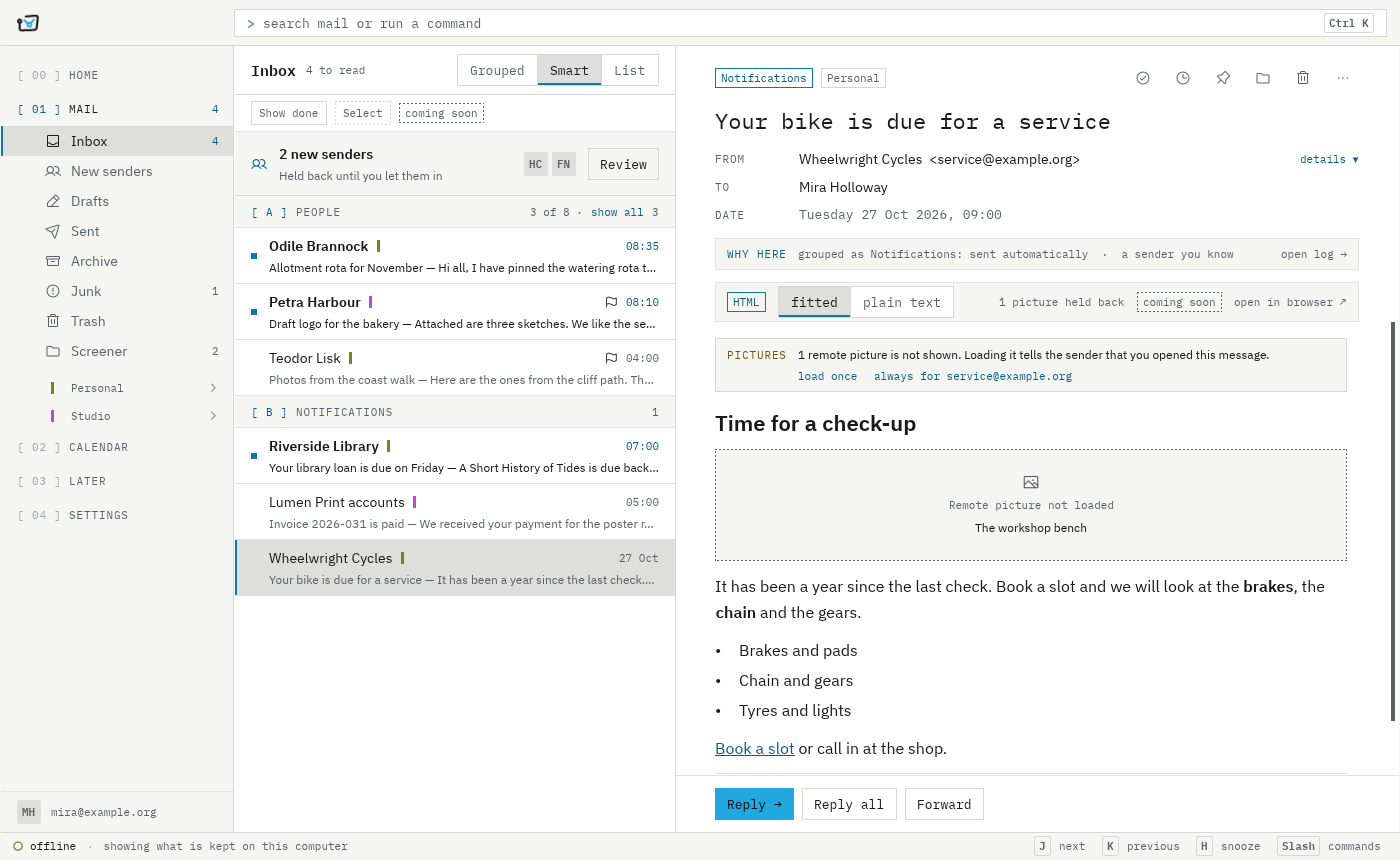 > search mail or run a command
Ctrl K
[ 00 ] HOME
[ 01 ] MAIL 4
Inbox 4
New senders
Drafts
Sent
Archive
Junk 1
Trash
Screener 2
Personal
Studio
[ 02 ] CALENDAR
[ 03 ] LATER
[ 04 ] SETTINGS
MH mira@example.org
Inbox 4 to read
Grouped Smart List
Show done Select coming soon
2 new senders
Held back until you let them in
HC FN Review
[ A ] PEOPLE 3 of 8 · show all 3
Odile Brannock 08:35
Allotment rota for November — Hi all, I have pinned the watering rota t…
Petra Harbour 08:10
Draft logo for the bakery — Attached are three sketches. We like the se…
Teodor Lisk 04:00
Photos from the coast walk — Here are the ones from the cliff path. Th…
[ B ] NOTIFICATIONS 1
Riverside Library 07:00
Your library loan is due on Friday — A Short History of Tides is due back…
Lumen Print accounts 05:00
Invoice 2026-031 is paid — We received your payment for the poster r…
Wheelwright Cycles 27 Oct
Your bike is due for a service — It has been a year since the last check.…
Notifications Personal
Your bike is due for a service
FROM Wheelwright Cycles <service@example.org> details ▾
TO Mira Holloway
DATE Tuesday 27 Oct 2026, 09:00
WHY HERE grouped as Notifications: sent automatically · a sender you know open log →
HTML fitted plain text 1 picture held back coming soon open in browser ↗
PICTURES 1 remote picture is not shown. Loading it tells the sender that you opened this message.
load once always for service@example.org
Time for a check-up
Remote picture not loaded
The workshop bench
It has been a year since the last check. Book a slot and we will look at the brakes, the
chain and the gears.
• Brakes and pads
• Chain and gears
• Tyres and lights
Book a slot or call in at the shop.
Reply → Reply all Forward
offline · showing what is kept on this computer
J next K previous H snooze Slash commands